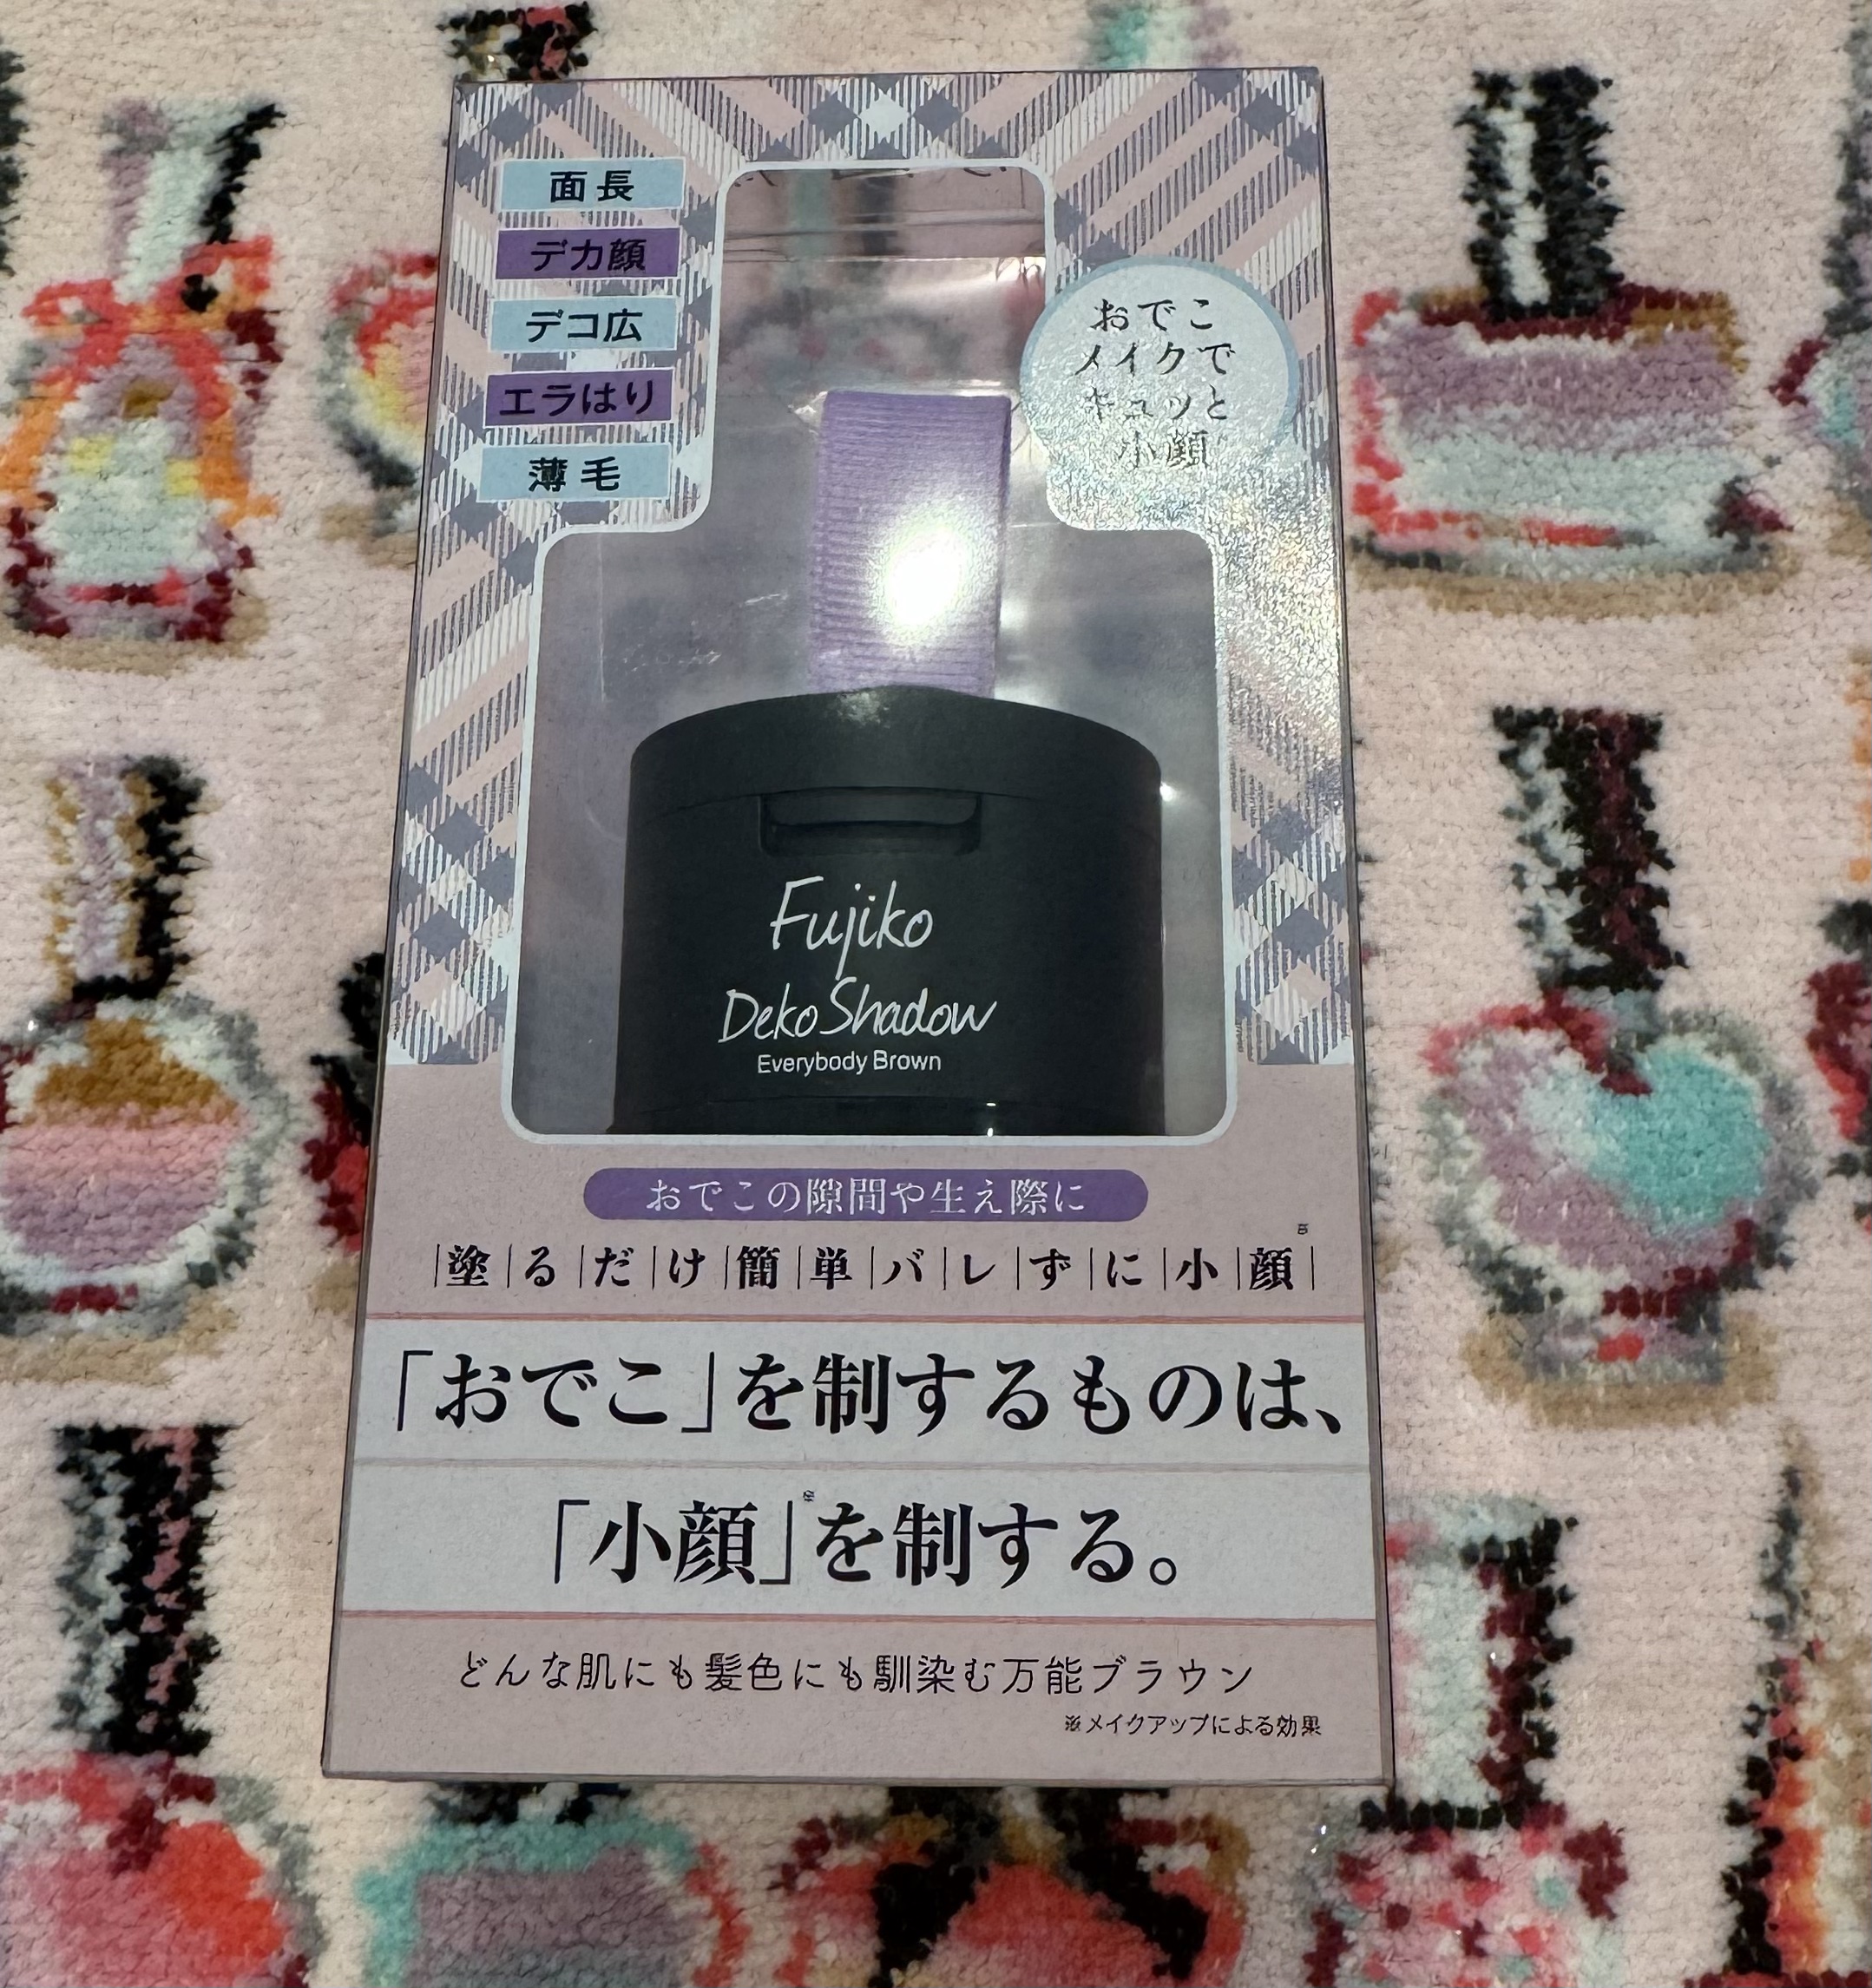 面長
デカ顔
デコ広
エラはり
薄毛
おでこ
メイクで
キュッと
小顔
Fujiko
Deko Shadow
Everybody Brown
おでこの隙間や生え際に
塗るだけ簡単バレずに小顔※
「おでこ」を制するものは、
「小顔」※を制する。
どんな肌にも髪色にも馴染む万能ブラウン
※メイクアップによる効果